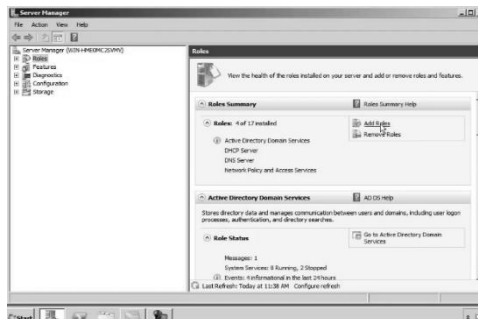 Server Manager
File Action View Help
Server Manager (WIN-HME0MC2SVMV)
Roles
Features
Diagnostics
Configuration
Storage
Roles
View the health of the roles installed on your server and add or remove roles and features.
Roles Summary
Roles Summary Help
Roles: 4 of 17 installed
Add Roles
Remove Roles
Active Directory Domain Services
DHCP Server
DNS Server
Network Policy and Access Services
Active Directory Domain Services
AD DS Help
Stores directory data and manages communication between users and domains, including user logon
processes, authentication, and directory searches.
Role Status
Go to Active Directory Domain
Services
Messages: 1
System Services: 8 Running, 2 Stopped
Events: 4 informational in the last 24 hours
Last Refresh: Today at 11:38 AM Configure refresh
Start